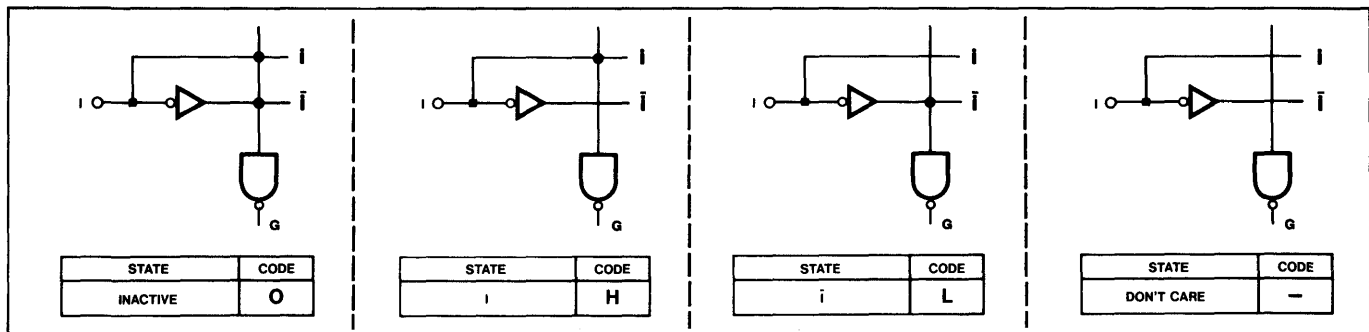 I
i
ī
G
STATE CODE
INACTIVE O
I
i
ī
G
STATE CODE
I H
I
i
ī
G
STATE CODE
ī L
I
i
ī
G
STATE CODE
DON'T CARE –